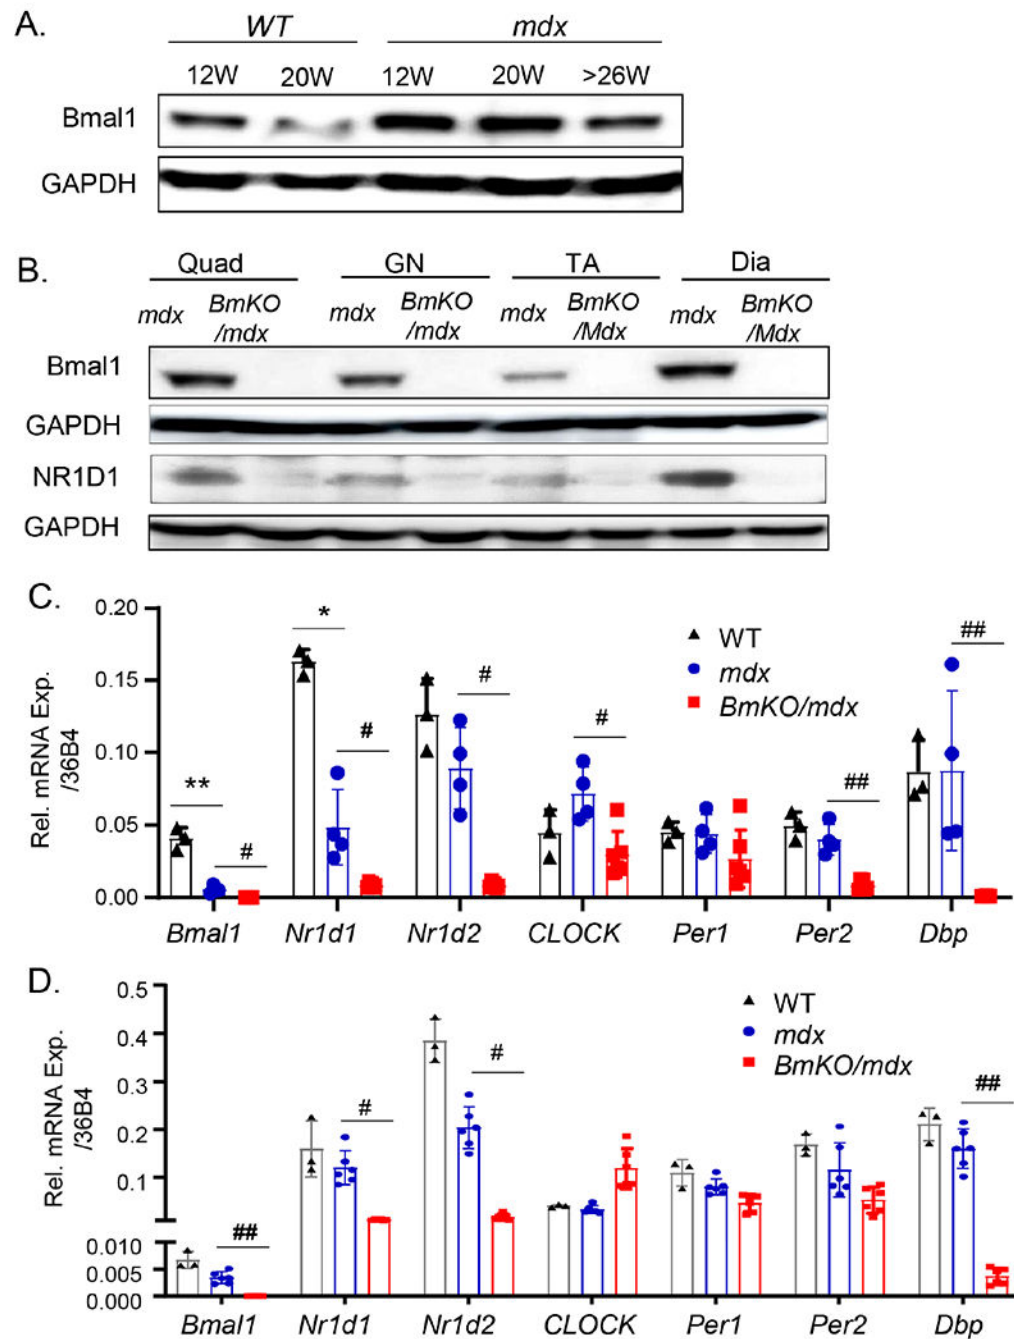 A.
WT mdx
12W 20W 12W 20W >26W
Bmal1
GAPDH
B.
Quad GN TA Dia
mdx BmKO /mdx mdx BmKO /mdx mdx BmKO /Mdx mdx BmKO /Mdx
Bmal1
GAPDH
NR1D1
GAPDH
C.
Rel. mRNA Exp.
/36B4
0.20
0.15
0.10
0.05
0.00
** # * # # # ## ##
WT
mdx
BmKO/mdx
Bmal1 Nr1d1 Nr1d2 CLOCK Per1 Per2 Dbp
D.
Rel. mRNA Exp.
/36B4
0.5
0.4
0.3
0.2
0.1
0.010
0.005
0.000
## # # ##
WT
mdx
BmKO/mdx
Bmal1 Nr1d1 Nr1d2 CLOCK Per1 Per2 Dbp